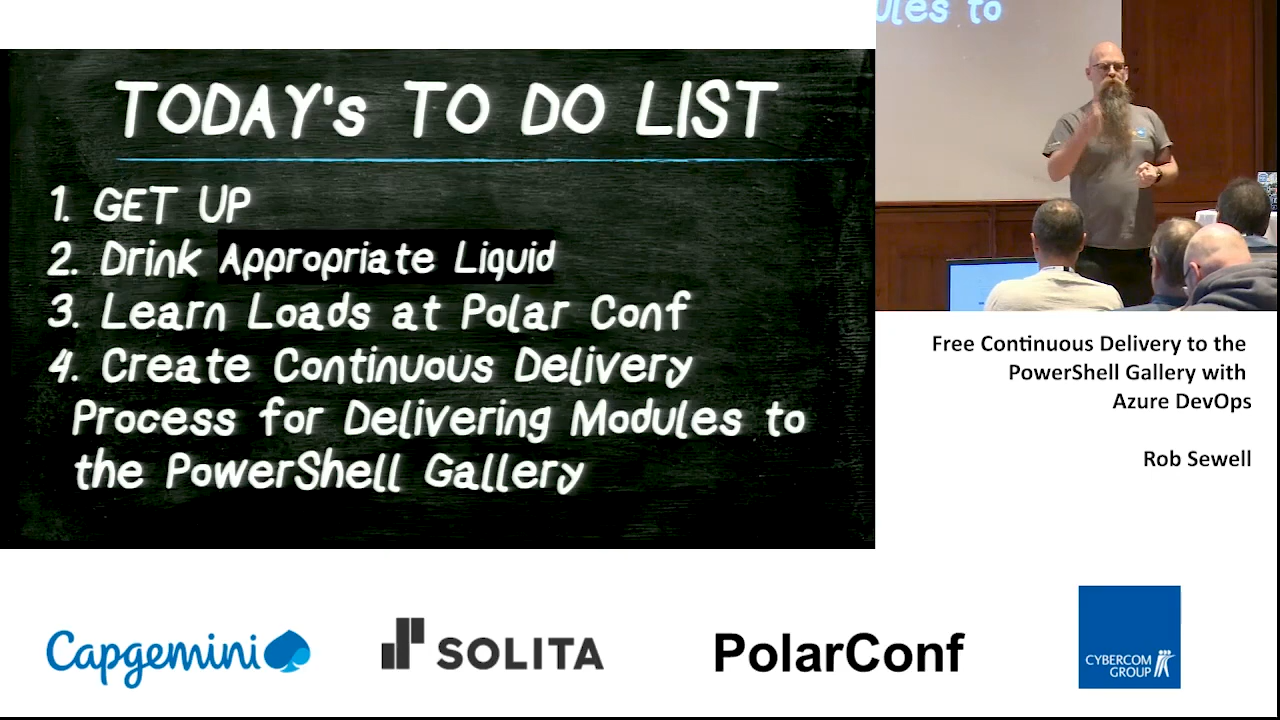 TODAY's TO DO LIST
1. GET UP
2. Drink Appropriate Liquid
3. Learn Loads at Polar Conf
4. Create Continuous Delivery
Process for Delivering Modules to
the PowerShell Gallery
ules to
Free Continuous Delivery to the
PowerShell Gallery with
Azure DevOps
Rob Sewell
Capgemini
SOLITA
PolarConf
CYBERCOM
GROUP